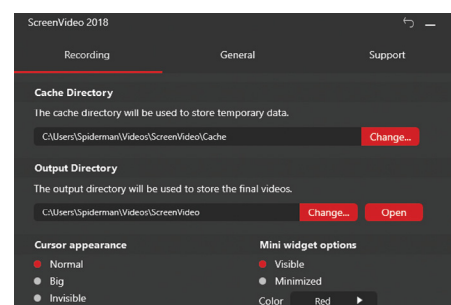 ScreenVideo 2018
Recording General Support
Cache Directory
The cache directory will be used to store temporary data.
C:\Users\Spiderman\Videos\ScreenVideo\Cache Change...
Output Directory
The output directory will be used to store the final videos.
C:\Users\Spiderman\Videos\ScreenVideo Change... Open
Cursor appearance Mini widget options
Normal Visible
Big Minimized
Invisible Color Red